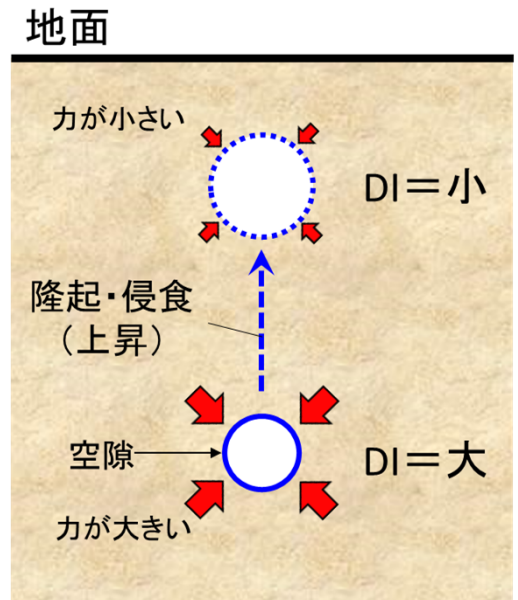 地面
力が小さい
DI＝小
隆起・侵食
（上昇）
空隙
DI＝大
力が大きい